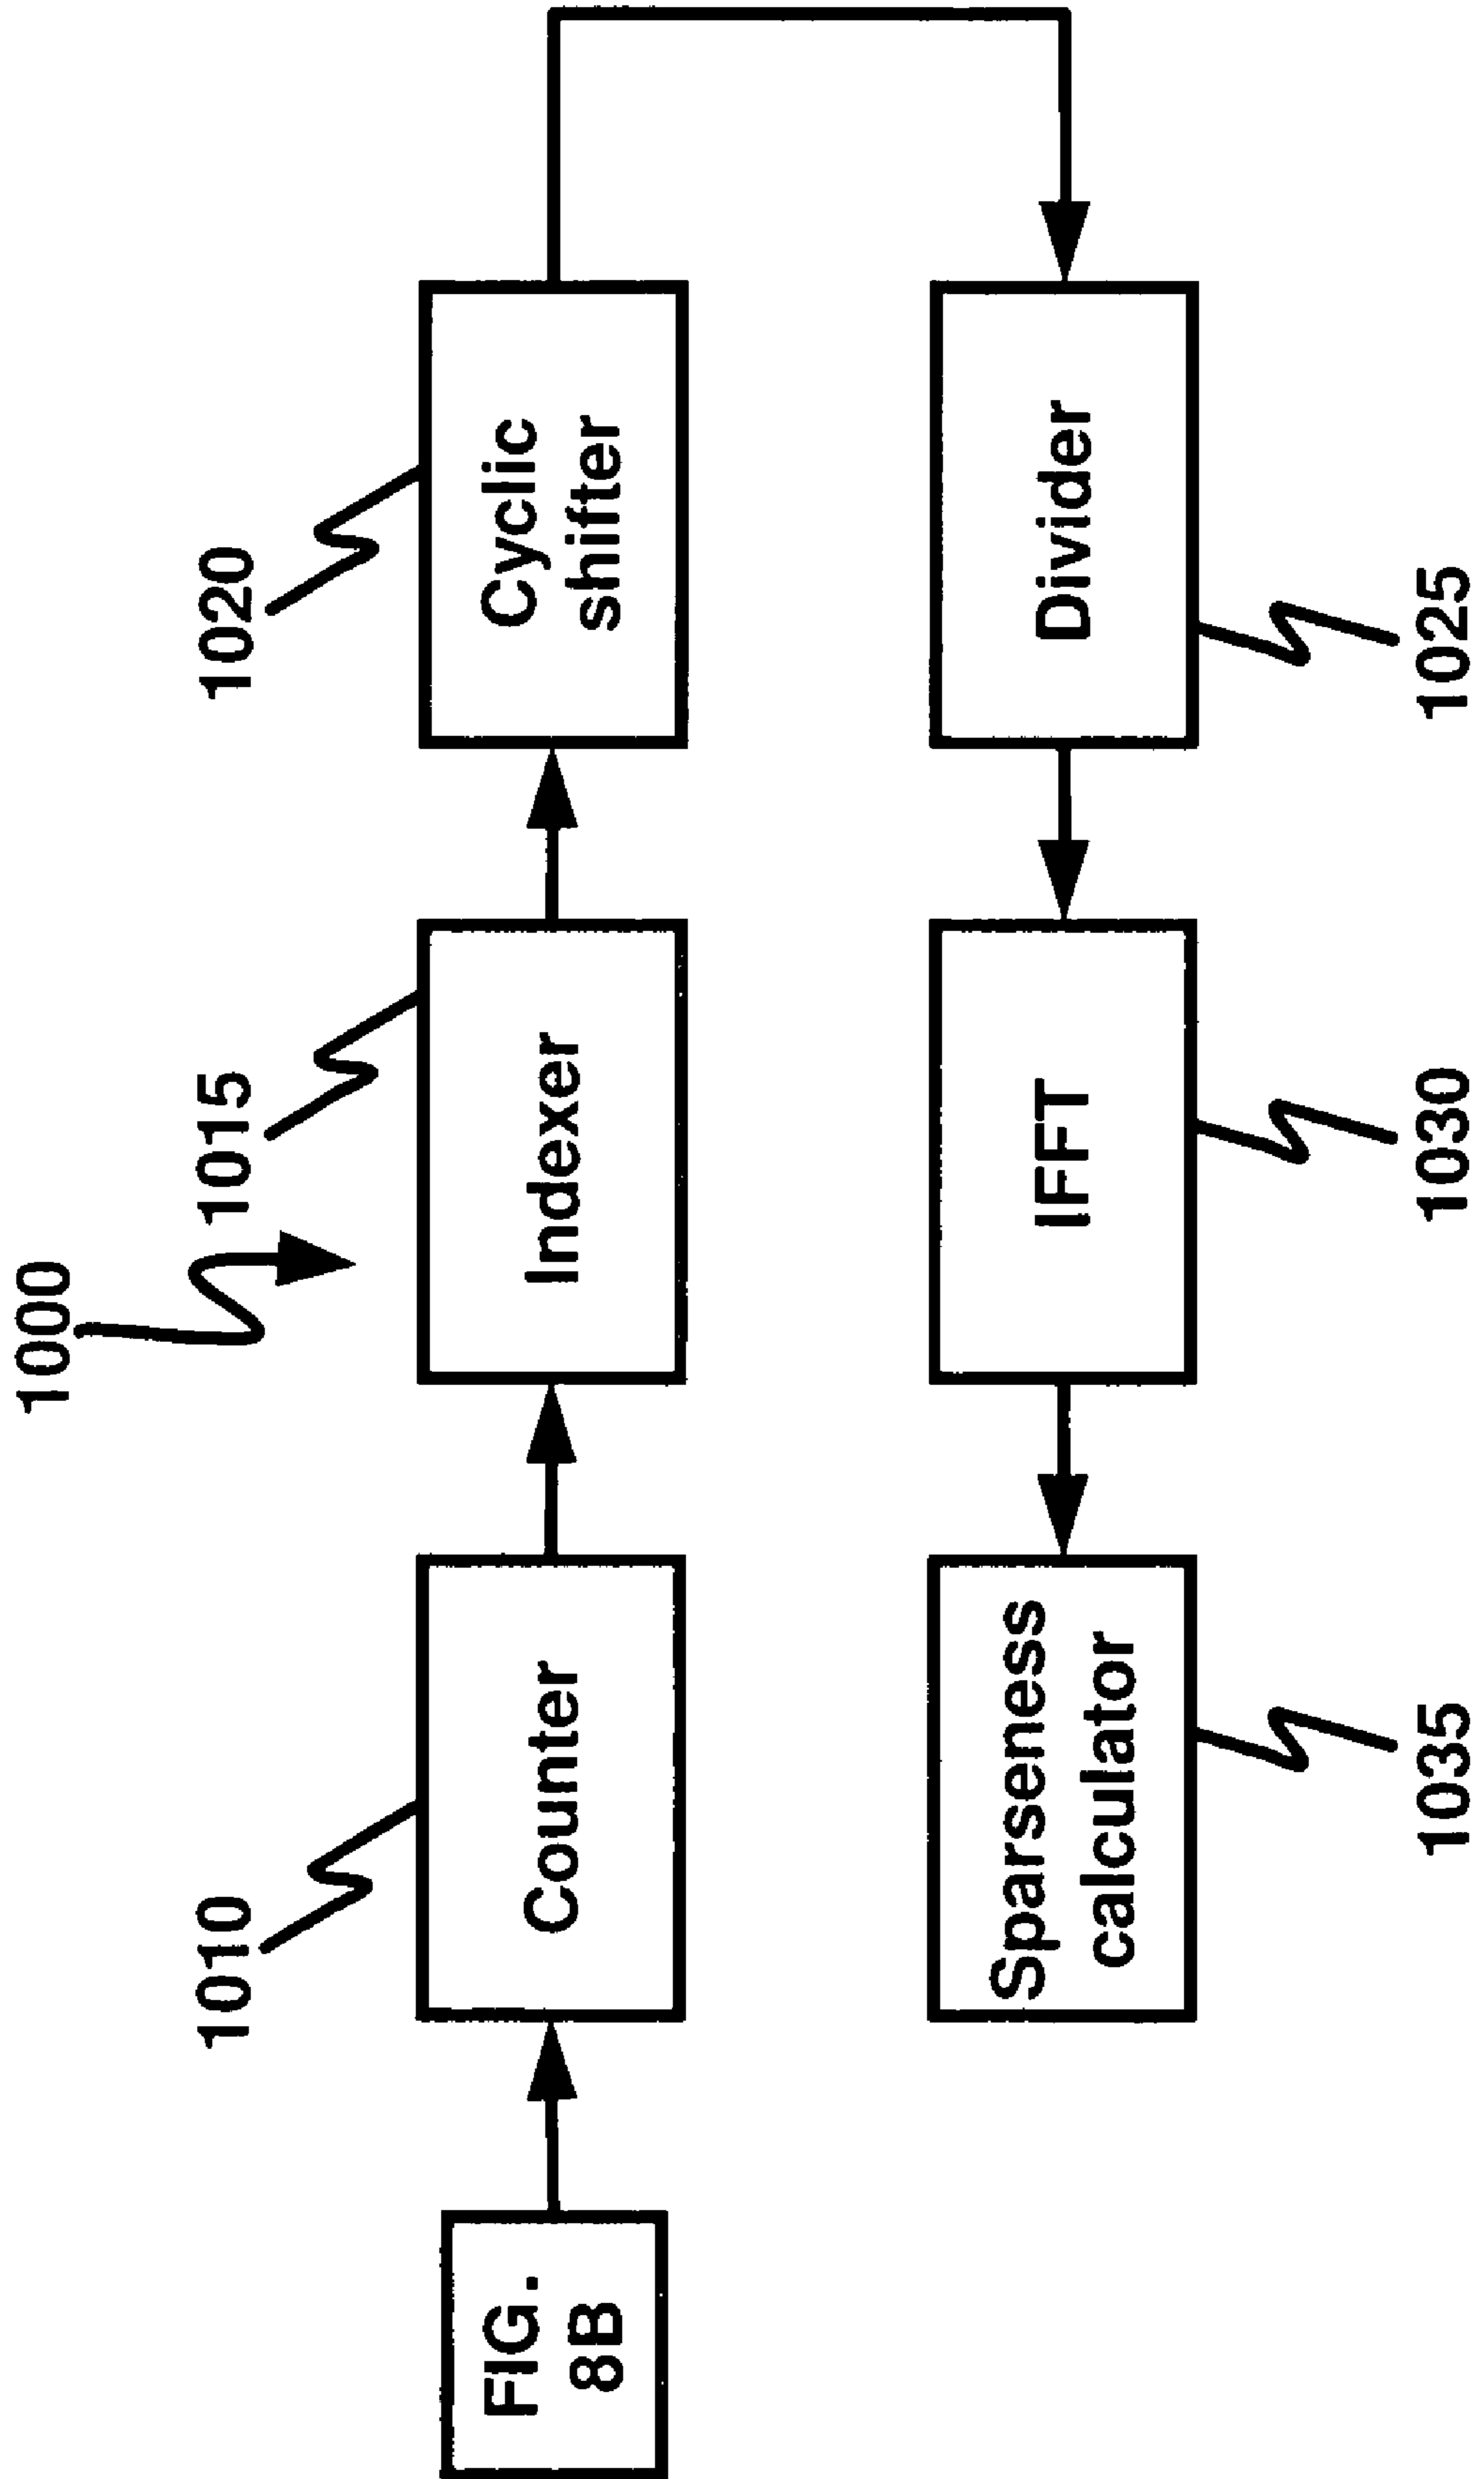 1000
1010
1015
1020
FIG.
8B
Counter
Indexer
Cyclic
shifter
Sparseness
calculator
IFFT
Divider
1035
1030
1025